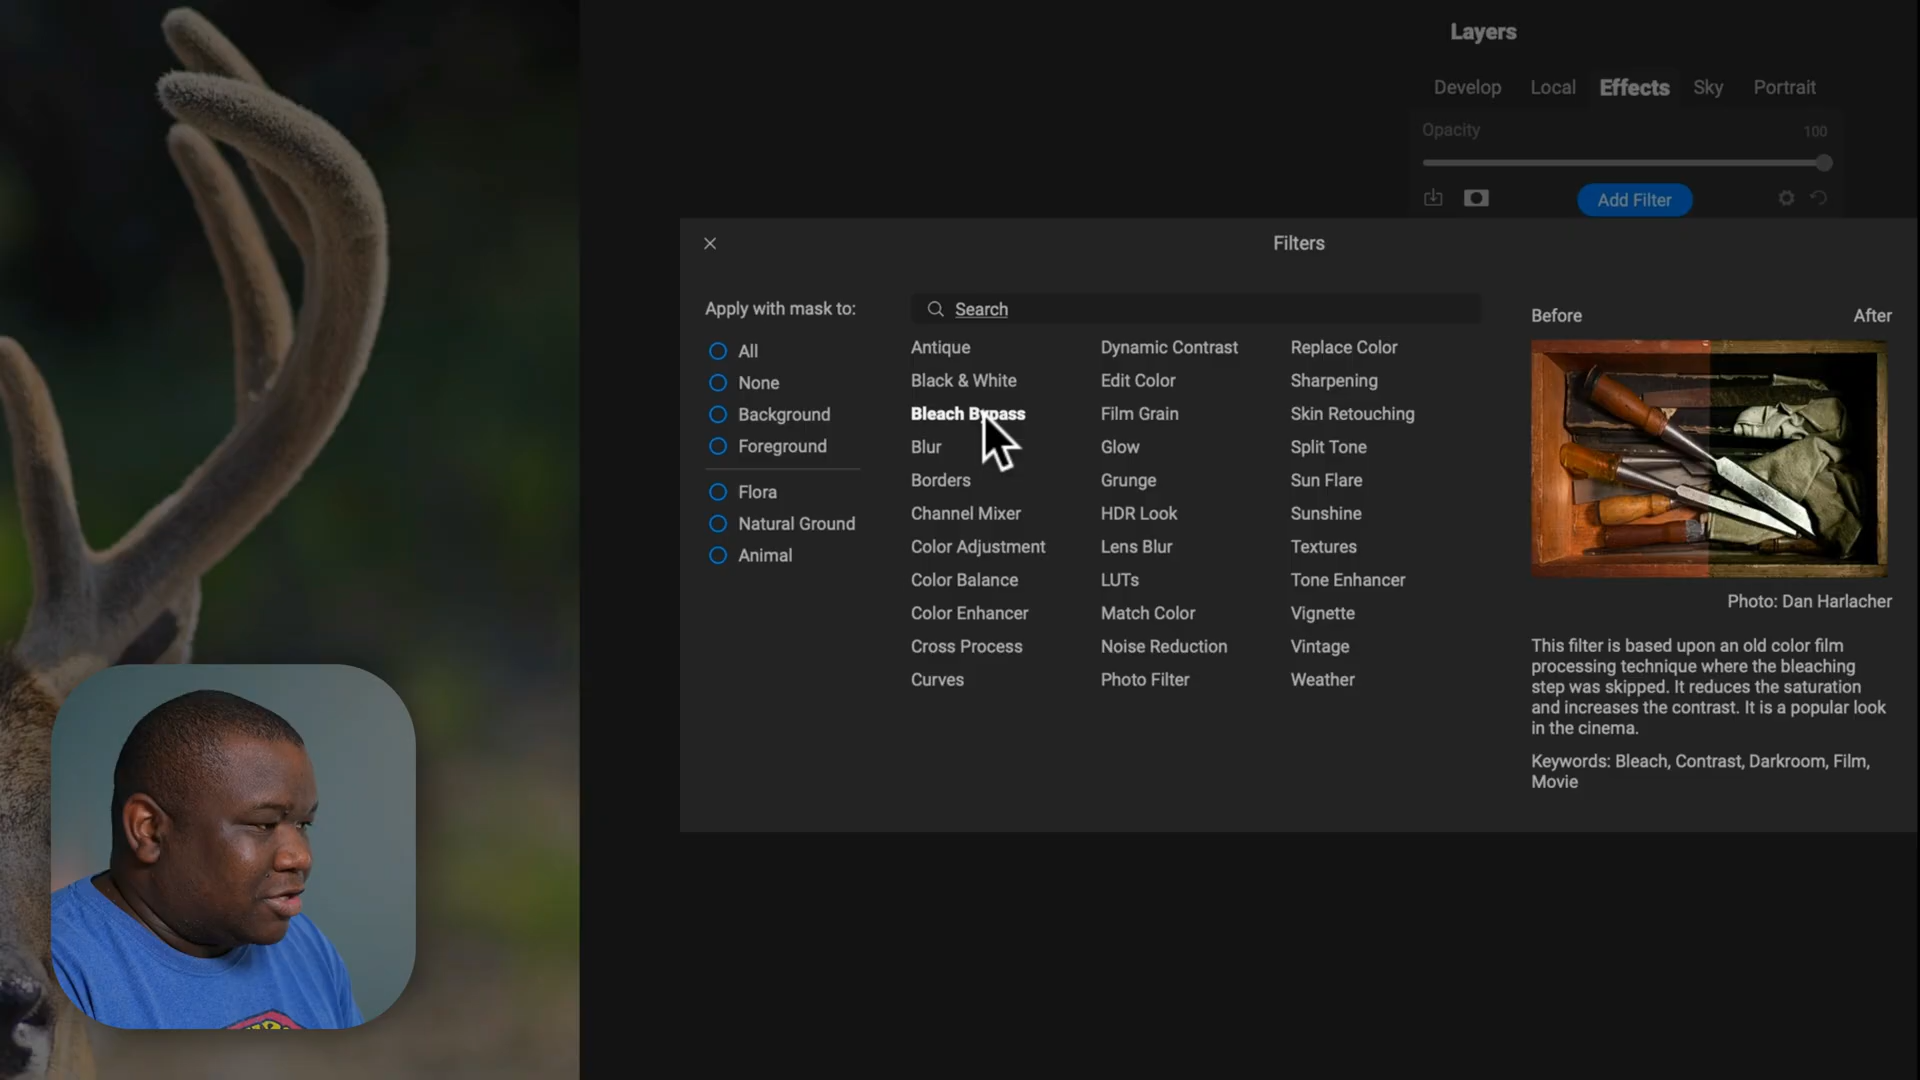 Layers
Develop Local Effects Sky Portrait
Opacity 100
Add Filter
Filters
Apply with mask to:
All
None
Background
Foreground
Flora
Natural Ground
Animal
Search
Antique
Black & White
Bleach Bypass
Blur
Borders
Channel Mixer
Color Adjustment
Color Balance
Color Enhancer
Cross Process
Curves
Dynamic Contrast
Edit Color
Film Grain
Glow
Grunge
HDR Look
Lens Blur
LUTs
Match Color
Noise Reduction
Photo Filter
Replace Color
Sharpening
Skin Retouching
Split Tone
Sun Flare
Sunshine
Textures
Tone Enhancer
Vignette
Vintage
Weather
Before After
Photo: Dan Harlacher
This filter is based upon an old color film
processing technique where the bleaching
step was skipped. It reduces the saturation
and increases the contrast. It is a popular look
in the cinema.
Keywords: Bleach, Contrast, Darkroom, Film,
Movie